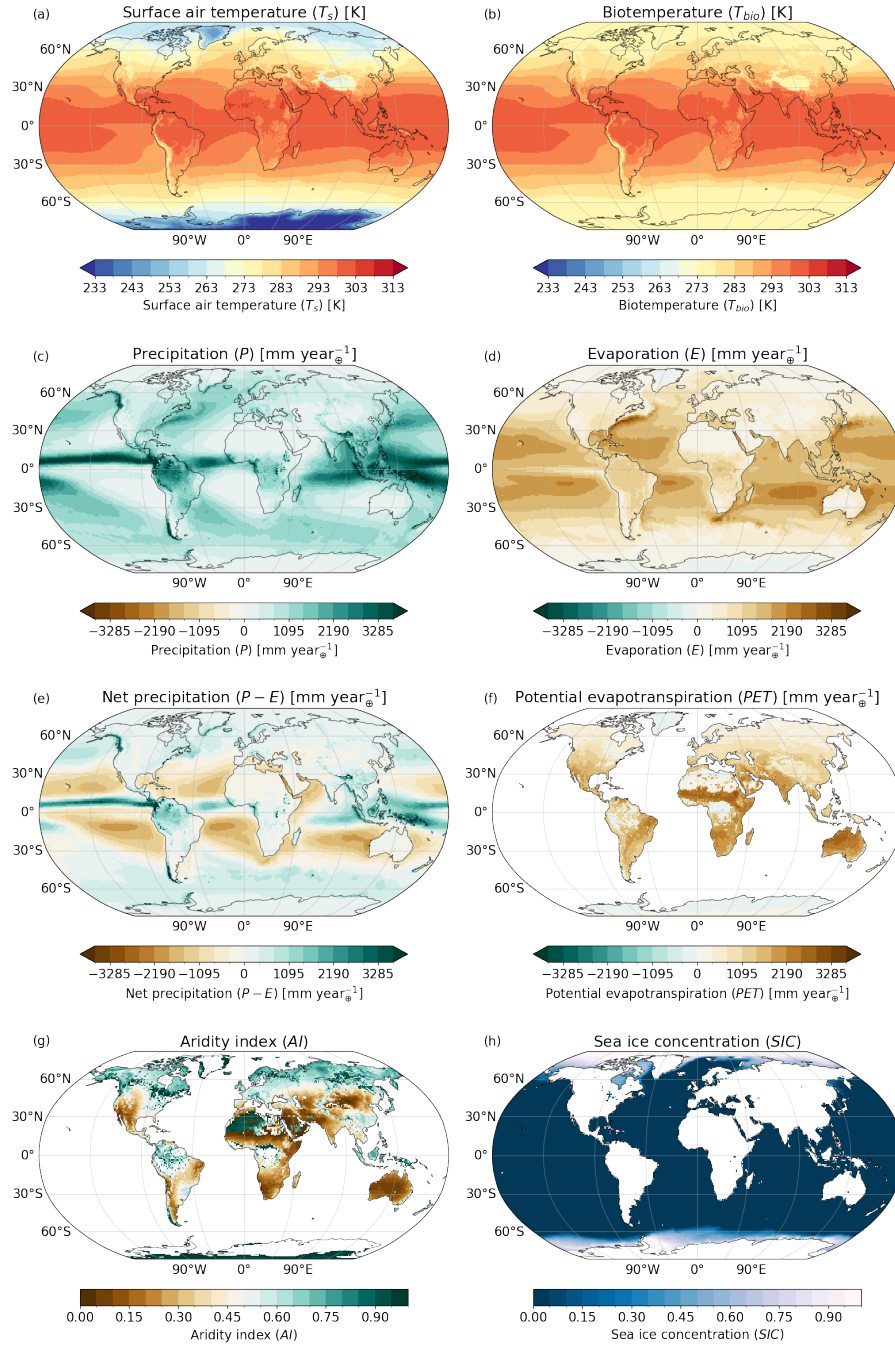 (a) Surface air temperature (T_s) [K]
60°N
30°N
0°
30°S
60°S
90°W 0° 90°E
233 243 253 263 273 283 293 303 313
Surface air temperature (T_s) [K]
(b) Biotemperature (T_bio) [K]
60°N
30°N
0°
30°S
60°S
90°W 0° 90°E
233 243 253 263 273 283 293 303 313
Biotemperature (T_bio) [K]
(c) Precipitation (P) [mm year⊕⁻¹]
60°N
30°N
0°
30°S
60°S
90°W 0° 90°E
−3285 −2190 −1095 0 1095 2190 3285
Precipitation (P) [mm year⊕⁻¹]
(d) Evaporation (E) [mm year⊕⁻¹]
60°N
30°N
0°
30°S
60°S
90°W 0° 90°E
−3285 −2190 −1095 0 1095 2190 3285
Evaporation (E) [mm year⊕⁻¹]
(e) Net precipitation (P − E) [mm year⊕⁻¹]
60°N
30°N
0°
30°S
60°S
90°W 0° 90°E
−3285 −2190 −1095 0 1095 2190 3285
Net precipitation (P − E) [mm year⊕⁻¹]
(f) Potential evapotranspiration (PET) [mm year⊕⁻¹]
60°N
30°N
0°
30°S
60°S
90°W 0° 90°E
−3285 −2190 −1095 0 1095 2190 3285
Potential evapotranspiration (PET) [mm year⊕⁻¹]
(g) Aridity index (AI)
60°N
30°N
0°
30°S
60°S
90°W 0° 90°E
0.00 0.15 0.30 0.45 0.60 0.75 0.90
Aridity index (AI)
(h) Sea ice concentration (SIC)
60°N
30°N
0°
30°S
60°S
90°W 0° 90°E
0.00 0.15 0.30 0.45 0.60 0.75 0.90
Sea ice concentration (SIC)